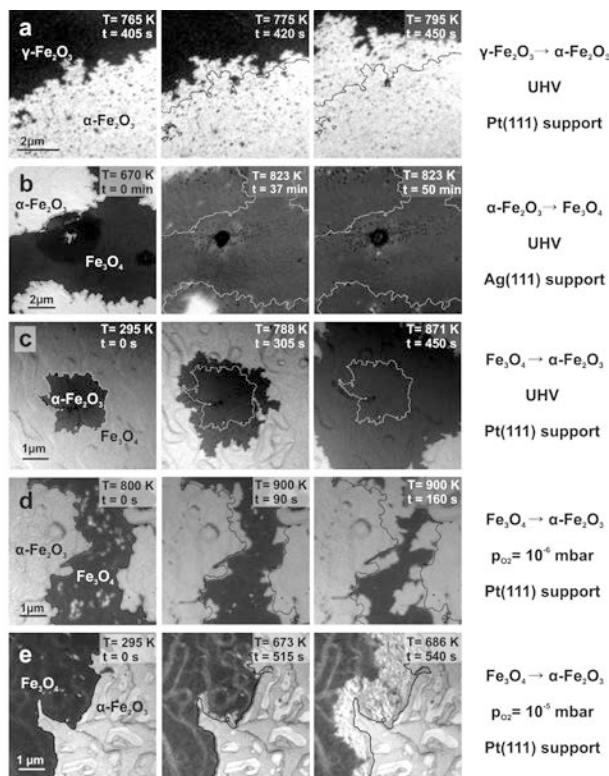 a
T= 765 K
t = 405 s
γ-Fe₂O₃
α-Fe₂O₃
2μm
T= 775 K
t = 420 s
T= 795 K
t = 450 s
γ-Fe₂O₃→ α-Fe₂O₃
UHV
Pt(111) support
b
T= 670 K
t = 0 min
α-Fe₂O₃
Fe₃O₄
2μm
T= 823 K
t = 37 min
T= 823 K
t = 50 min
α-Fe₂O₃→ Fe₃O₄
UHV
Ag(111) support
c
T= 295 K
t = 0 s
α-Fe₂O₃
Fe₃O₄
1μm
T= 788 K
t = 305 s
T= 871 K
t = 450 s
Fe₃O₄ → α-Fe₂O₃
UHV
Pt(111) support
d
T= 800 K
t = 0 s
α-Fe₂O₃
Fe₃O₄
1μm
T= 900 K
t = 90 s
T= 900 K
t = 160 s
Fe₃O₄ → α-Fe₂O₃
pO₂= 10⁻⁶ mbar
Pt(111) support
e
T= 295 K
t = 0 s
Fe₃O₄
α-Fe₂O₃
1 μm
T= 673 K
t = 515 s
T= 686 K
t = 540 s
Fe₃O₄ → α-Fe₂O₃
pO₂= 10⁻⁵ mbar
Pt(111) support